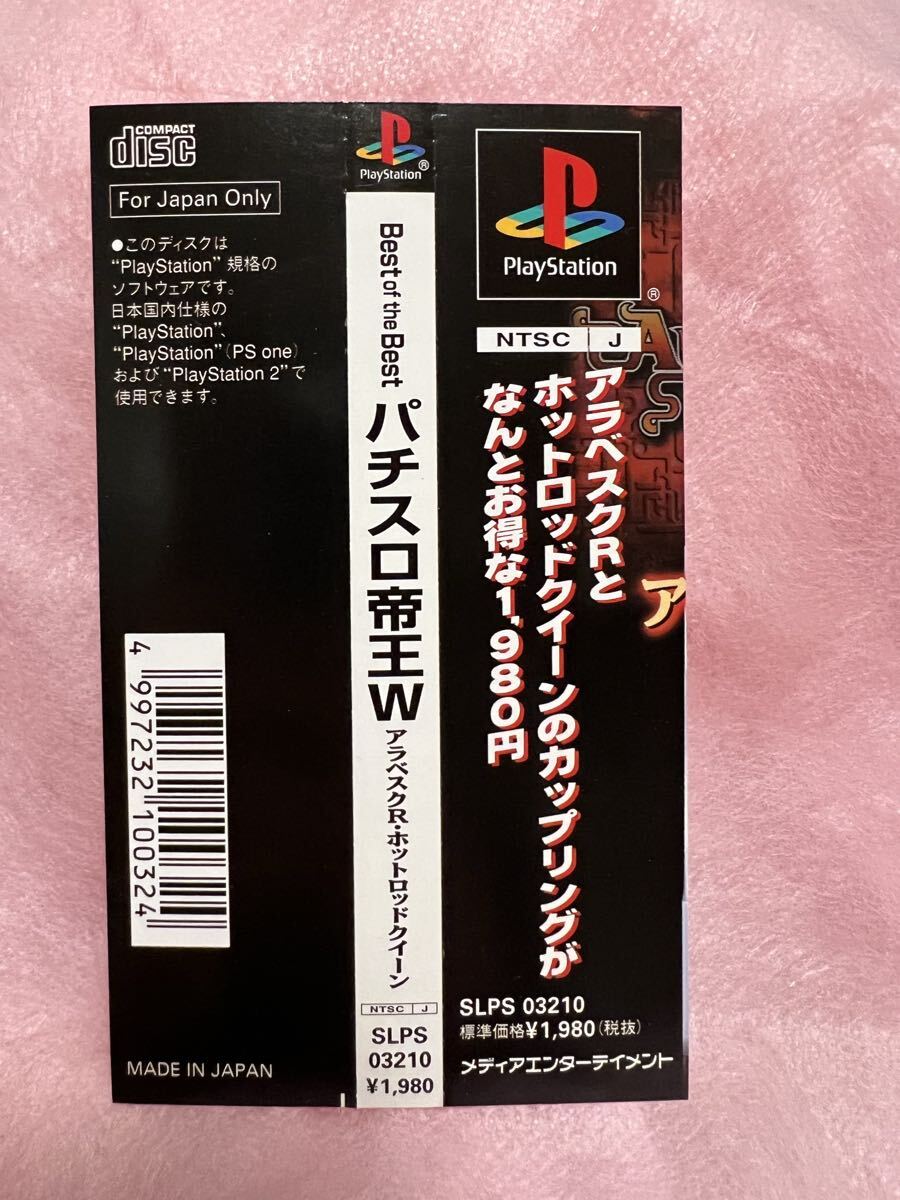 COMPACT
disc
For Japan Only
●このディスクは
“PlayStation” 規格の
ソフトウェアです。
日本国内仕様の
“PlayStation”、
“PlayStation”(PS one)
および“PlayStation 2”で
使用できます。
4 997232 100324
MADE IN JAPAN
PlayStation
®
Best of the Best
パチスロ帝王W
アラベスクR・ホットロッドクイーン
NTSC J
SLPS
03210
¥1,980
PlayStation
®
NTSC J
アラベスクRと
ホットロッドクイーンのカップリングが
なんとお得な1,980円
ア
SLPS 03210
標準価格¥1,980(税抜)
メディアエンターテイメント